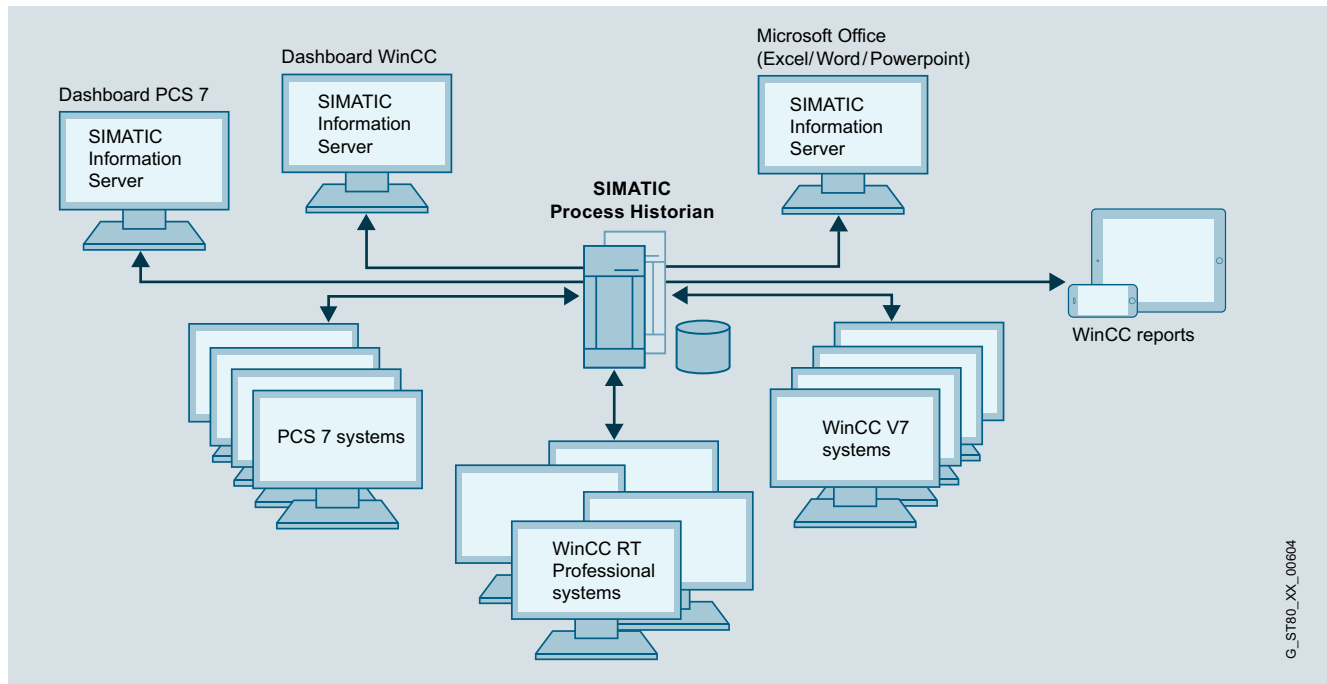 Microsoft Office
(Excel/Word/Powerpoint)
Dashboard WinCC
Dashboard PCS 7
SIMATIC
Information
Server
SIMATIC
Information
Server
SIMATIC
Information
Server
SIMATIC
Process Historian
WinCC reports
PCS 7 systems
WinCC V7
systems
WinCC RT
Professional
systems
G_ST80_XX_00604